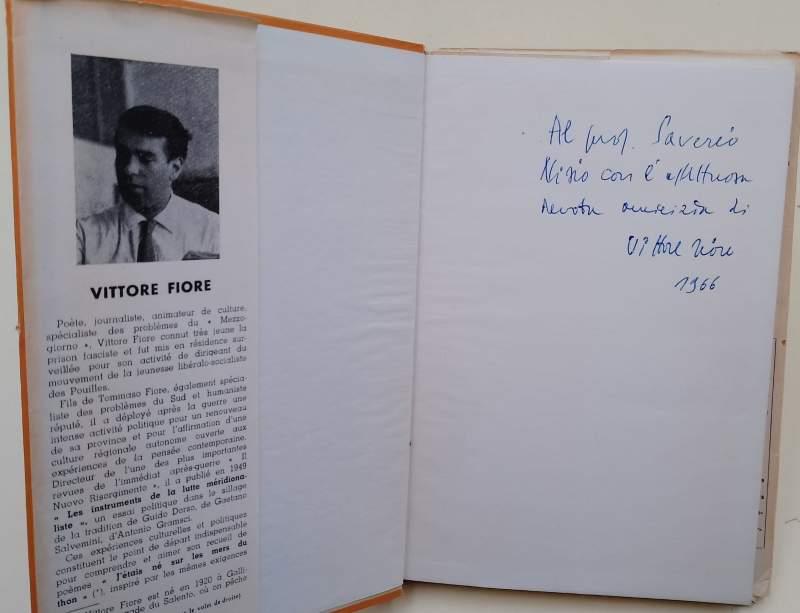 VITTORE FIORE
Poète, journaliste, animateur de culture,
spécialiste des problèmes du « Mezzo-
giorno », Vittore Fiore connut très jeune la
prison fasciste et fut mis en résidence sur-
veillée pour son activité de dirigeant du
mouvement de la jeunesse libéralo-socialiste
des Pouilles.
Fils de Tommaso Fiore, également spécia-
liste des problèmes du Sud et humaniste
réputé, il a déployé après la guerre une
intense activité politique pour un renouveau
de sa province et pour l'affirmation d'une
culture régionale autonome ouverte aux
expériences de la pensée contemporaine.
Directeur de l'une des plus importantes
revues de l'immédiat après-guerre « Il
Nuovo Risorgimento », il a publié en 1949
« Les instruments de la lutte méridiona-
liste », un essai politique dans le sillage
de la tradition de Guido Dorso, de Gaetano
Salvemini, d'Antonio Gramsci.
Ces expériences culturelles et politiques
constituent le point de départ indispensable
pour comprendre et aimer son recueil de
poèmes « J'étais né sur les mers du
thon » (*), inspiré par les mêmes exigences
Vittore Fiore est né en 1920 à Galli-
du Salento, où on pêche
le volet de droite)
Al prof. Saverio
Nisio con l'affettuosa
devota amicizia di
Vittore Fiore
1966